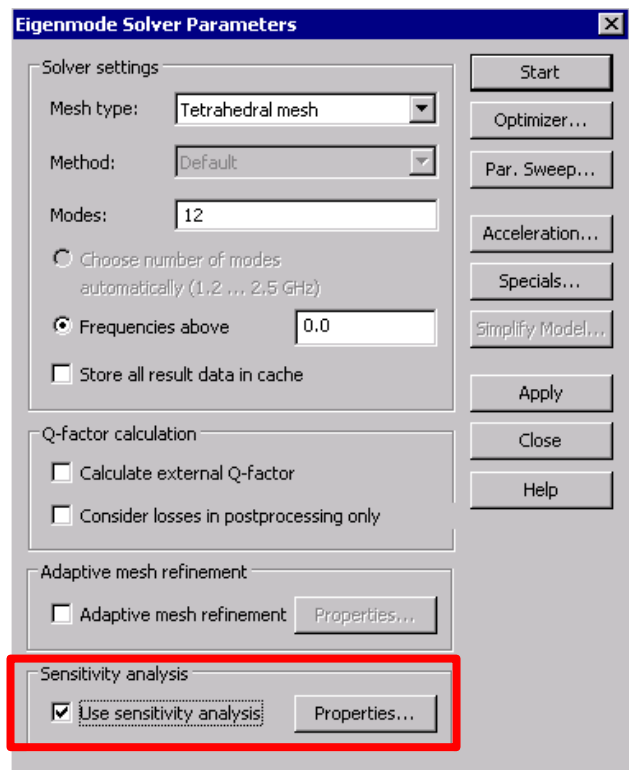 Eigenmode Solver Parameters
Solver settings
Mesh type: Tetrahedral mesh
Method: Default
Modes: 12
Choose number of modes
automatically (1.2 ... 2.5 GHz)
Frequencies above 0.0
Store all result data in cache
Q-factor calculation
Calculate external Q-factor
Consider losses in postprocessing only
Adaptive mesh refinement
Adaptive mesh refinement Properties...
Sensitivity analysis
Use sensitivity analysis Properties...
Start
Optimizer...
Par. Sweep...
Acceleration...
Specials...
Simplify Model...
Apply
Close
Help